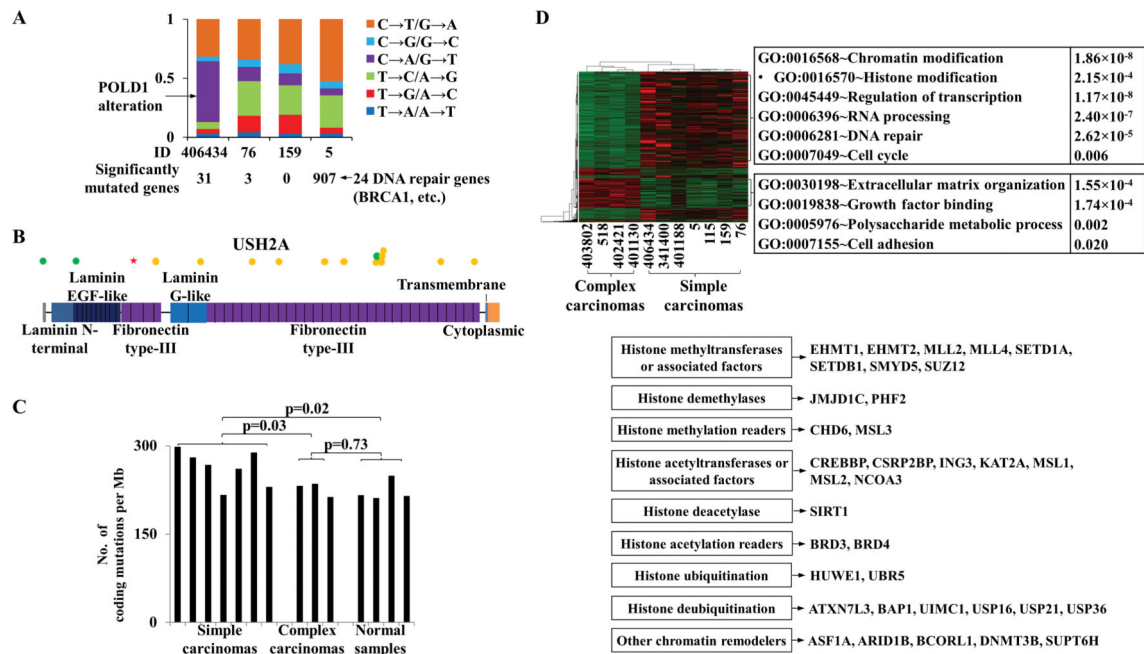 A
1
0.5
0
POLD1
alteration
C→T/G→A
C→G/G→C
C→A/G→T
T→C/A→G
T→G/A→C
T→A/A→T
ID 406434 76 159 5
Significantly
mutated genes
31 3 0 907
24 DNA repair genes
(BRCA1, etc.)
B
USH2A
Laminin
EGF-like
Laminin
G-like
Transmembrane
Laminin N-
terminal
Fibronectin
type-III
Fibronectin
type-III
Cytoplasmic
C
p=0.02
p=0.03
p=0.73
No. of
coding mutations per Mb
300
150
0
Simple
carcinomas
Complex
carcinomas
Normal
samples
D
GO:0016568~Chromatin modification 1.86×10-8
• GO:0016570~Histone modification 2.15×10-4
GO:0045449~Regulation of transcription 1.17×10-8
GO:0006396~RNA processing 2.40×10-7
GO:0006281~DNA repair 2.62×10-5
GO:0007049~Cell cycle 0.006
GO:0030198~Extracellular matrix organization 1.55×10-4
GO:0019838~Growth factor binding 1.74×10-4
GO:0005976~Polysaccharide metabolic process 0.002
GO:0007155~Cell adhesion 0.020
403802
518
402421
401130
406434
341400
401188
5
115
159
76
Complex
carcinomas
Simple
carcinomas
Histone methyltransferases
or associated factors
EHMT1, EHMT2, MLL2, MLL4, SETD1A,
SETDB1, SMYD5, SUZ12
Histone demethylases
JMJD1C, PHF2
Histone methylation readers
CHD6, MSL3
Histone acetyltransferases or
associated factors
CREBBP, CSRP2BP, ING3, KAT2A, MSL1,
MSL2, NCOA3
Histone deacetylase
SIRT1
Histone acetylation readers
BRD3, BRD4
Histone ubiquitination
HUWE1, UBR5
Histone deubiquitination
ATXN7L3, BAP1, UIMC1, USP16, USP21, USP36
Other chromatin remodelers
ASF1A, ARID1B, BCORL1, DNMT3B, SUPT6H